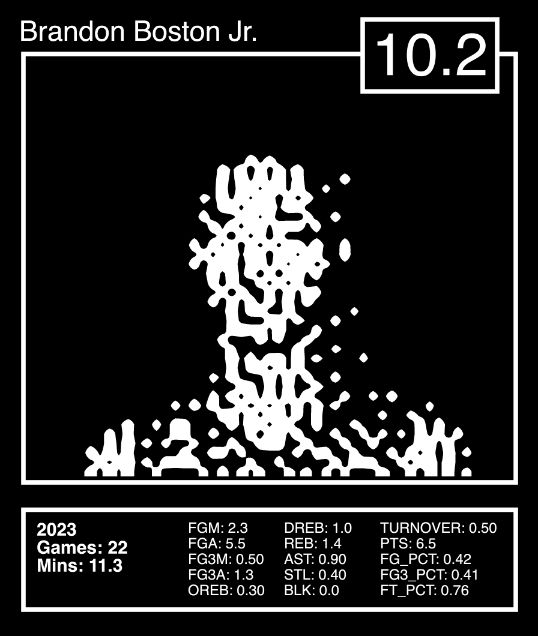 Brandon Boston Jr.
10.2
2023
Games: 22
Mins: 11.3
FGM: 2.3
FGA: 5.5
FG3M: 0.50
FG3A: 1.3
OREB: 0.30
DREB: 1.0
REB: 1.4
AST: 0.90
STL: 0.40
BLK: 0.0
TURNOVER: 0.50
PTS: 6.5
FG_PCT: 0.42
FG3_PCT: 0.41
FT_PCT: 0.76